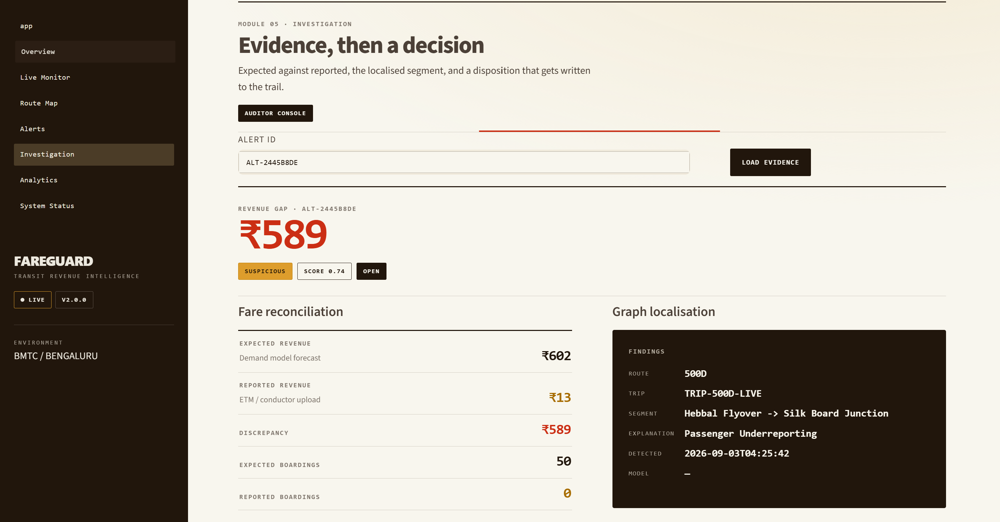 app
Overview
Live Monitor
Route Map
Alerts
Investigation
Analytics
System Status
FAREGUARD
TRANSIT REVENUE INTELLIGENCE
● LIVE
V2.0.0
ENVIRONMENT
BMTC / BENGALURU
MODULE 05 · INVESTIGATION
Evidence, then a decision
Expected against reported, the localised segment, and a disposition that gets written
to the trail.
AUDITOR CONSOLE
ALERT ID
ALT-2445B8DE
LOAD EVIDENCE
REVENUE GAP · ALT-2445B8DE
₹589
SUSPICIOUS
SCORE 0.74
OPEN
Fare reconciliation
EXPECTED REVENUE
Demand model forecast
₹602
REPORTED REVENUE
ETM / conductor upload
₹13
DISCREPANCY
₹589
EXPECTED BOARDINGS
50
REPORTED BOARDINGS
0
Graph localisation
FINDINGS
ROUTE 500D
TRIP TRIP-500D-LIVE
SEGMENT Hebbal Flyover -> Silk Board Junction
EXPLANATION Passenger Underreporting
DETECTED 2026-09-03T04:25:42
MODEL —